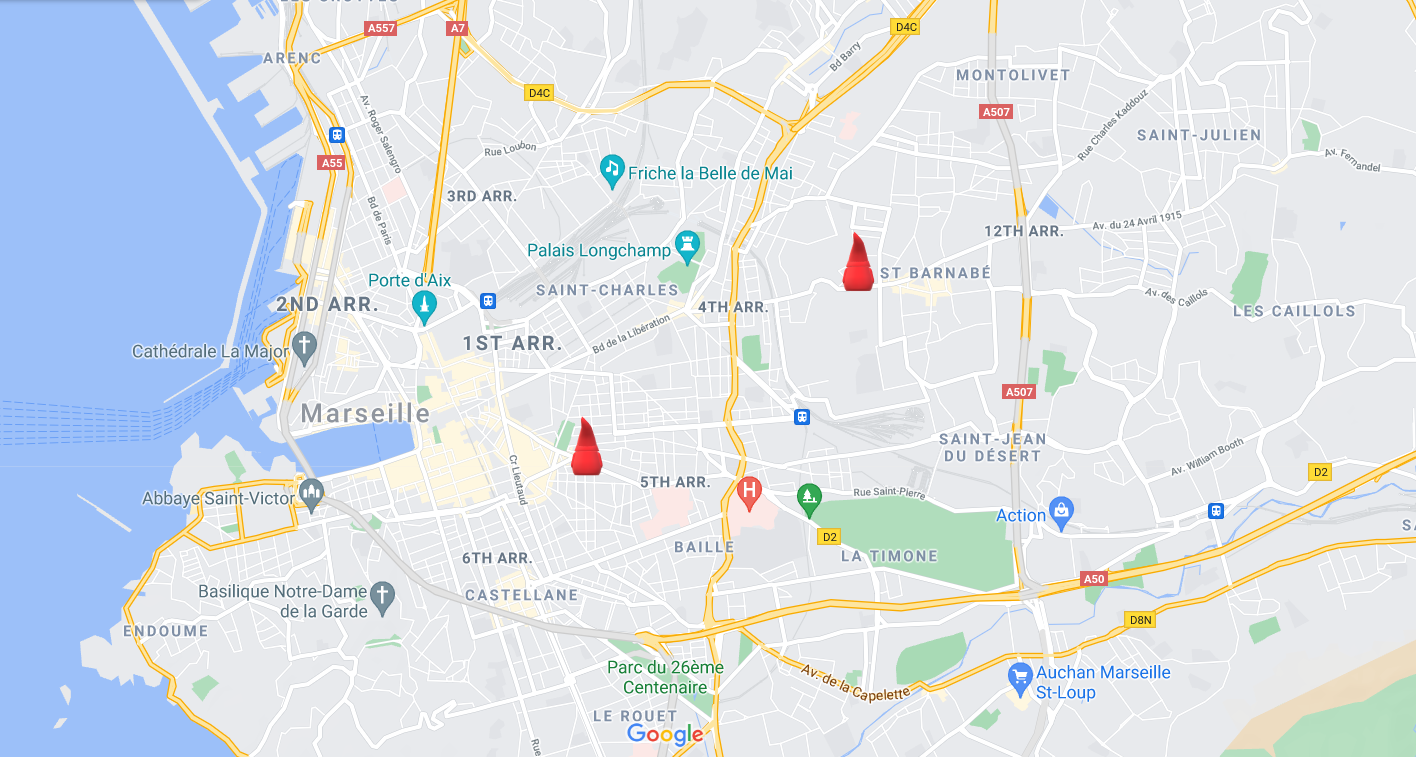 LES CROTTES
A557
A7
D4C
ARENC
Bd Barry
MONTOLIVET
D4C
Av. Roger Salengro
A507
Rue Charles Kaddouz
SAINT-JULIEN
A55
Rue Loubon
Av. Fernandel
Friche la Belle de Mai
3RD ARR.
Bd de Paris
Av. du 24 Avril 1915
12TH ARR.
Palais Longchamp
Porte d'Aix
ST BARNABÉ
SAINT-CHARLES
2ND ARR.
4TH ARR.
Av. des Caillols
LES CAILLOLS
Bd de la Libération
1ST ARR.
Cathédrale La Major
A507
Marseille
SAINT-JEAN
DU DÉSERT
Av. William Booth
D2
Cr Lieutaud
5TH ARR.
H
Rue Saint-Pierre
Abbaye Saint-Victor
Action
D2
BAILLE
LA TIMONE
6TH ARR.
A50
Basilique Notre-Dame
de la Garde
CASTELLANE
D8N
ENDOUME
Parc du 26ème
Centenaire
Av. de la Capelette
Auchan Marseille
St-Loup
LE ROUET
Google
Rue